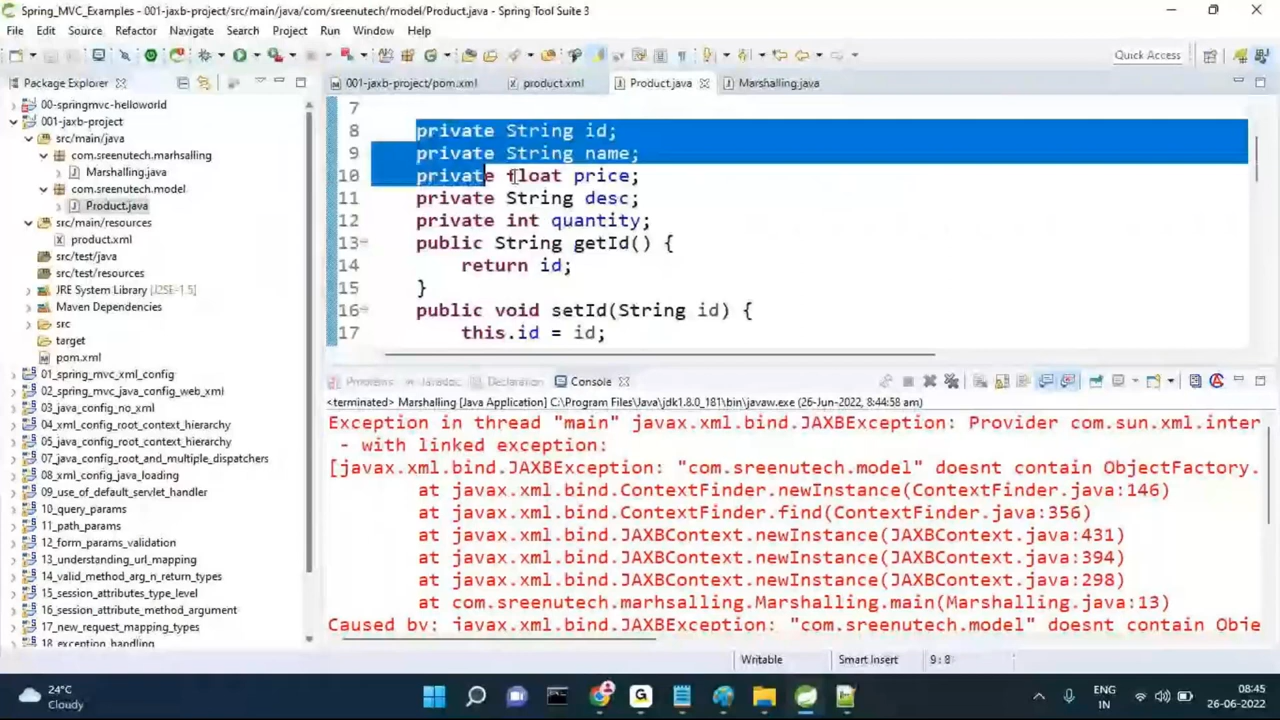 Spring_MVC_Examples - 001-jaxb-project/src/main/java/com/sreenutech/model/Product.java - Spring Tool Suite 3
File Edit Source Refactor Navigate Search Project Run Window Help
Quick Access
Package Explorer
001-jaxb-project/pom.xml product.xml Product.java Marshalling.java
00-springmvc-helloworld
001-jaxb-project
src/main/java
com.sreenutech.marhsalling
Marshalling.java
com.sreenutech.model
Product.java
src/main/resources
product.xml
src/test/java
src/test/resources
JRE System Library [J2SE-1.5]
Maven Dependencies
src
target
pom.xml
01_spring_mvc_xml_config
02_spring_mvc_java_config_web_xml
03_java_config_no_xml
04_xml_config_root_context_hierarchy
05_java_config_root_context_hierarchy
07_java_config_root_and_multiple_dispatchers
08_xml_config_java_loading
09_use_of_default_servlet_handler
10_query_params
11_path_params
12_form_params_validation
13_understanding_url_mapping
14_valid_method_arg_n_return_types
15_session_attributes_type_level
16_session_attribute_method_argument
17_new_request_mapping_types
18_exception_handling
7
8 private String id;
9 private String name;
10 private float price;
11 private String desc;
12 private int quantity;
13 public String getId() {
14 return id;
15 }
16 public void setId(String id) {
17 this.id = id;
Problems Javadoc Declaration Console
<terminated> Marshalling [Java Application] C:\Program Files\Java\jdk1.8.0_181\bin\javaw.exe (26-Jun-2022, 8:44:58 am)
Exception in thread "main" javax.xml.bind.JAXBException: Provider com.sun.xml.inter
- with linked exception:
[javax.xml.bind.JAXBException: "com.sreenutech.model" doesnt contain ObjectFactory.
at javax.xml.bind.ContextFinder.newInstance(ContextFinder.java:146)
at javax.xml.bind.ContextFinder.find(ContextFinder.java:356)
at javax.xml.bind.JAXBContext.newInstance(JAXBContext.java:431)
at javax.xml.bind.JAXBContext.newInstance(JAXBContext.java:394)
at javax.xml.bind.JAXBContext.newInstance(JAXBContext.java:298)
at com.sreenutech.marhsalling.Marshalling.main(Marshalling.java:13)
Caused by: javax.xml.bind.JAXBException: "com.sreenutech.model" doesnt contain Obje
Writable Smart Insert 9 : 8
24°C
Cloudy
ENG
IN
08:45
26-06-2022